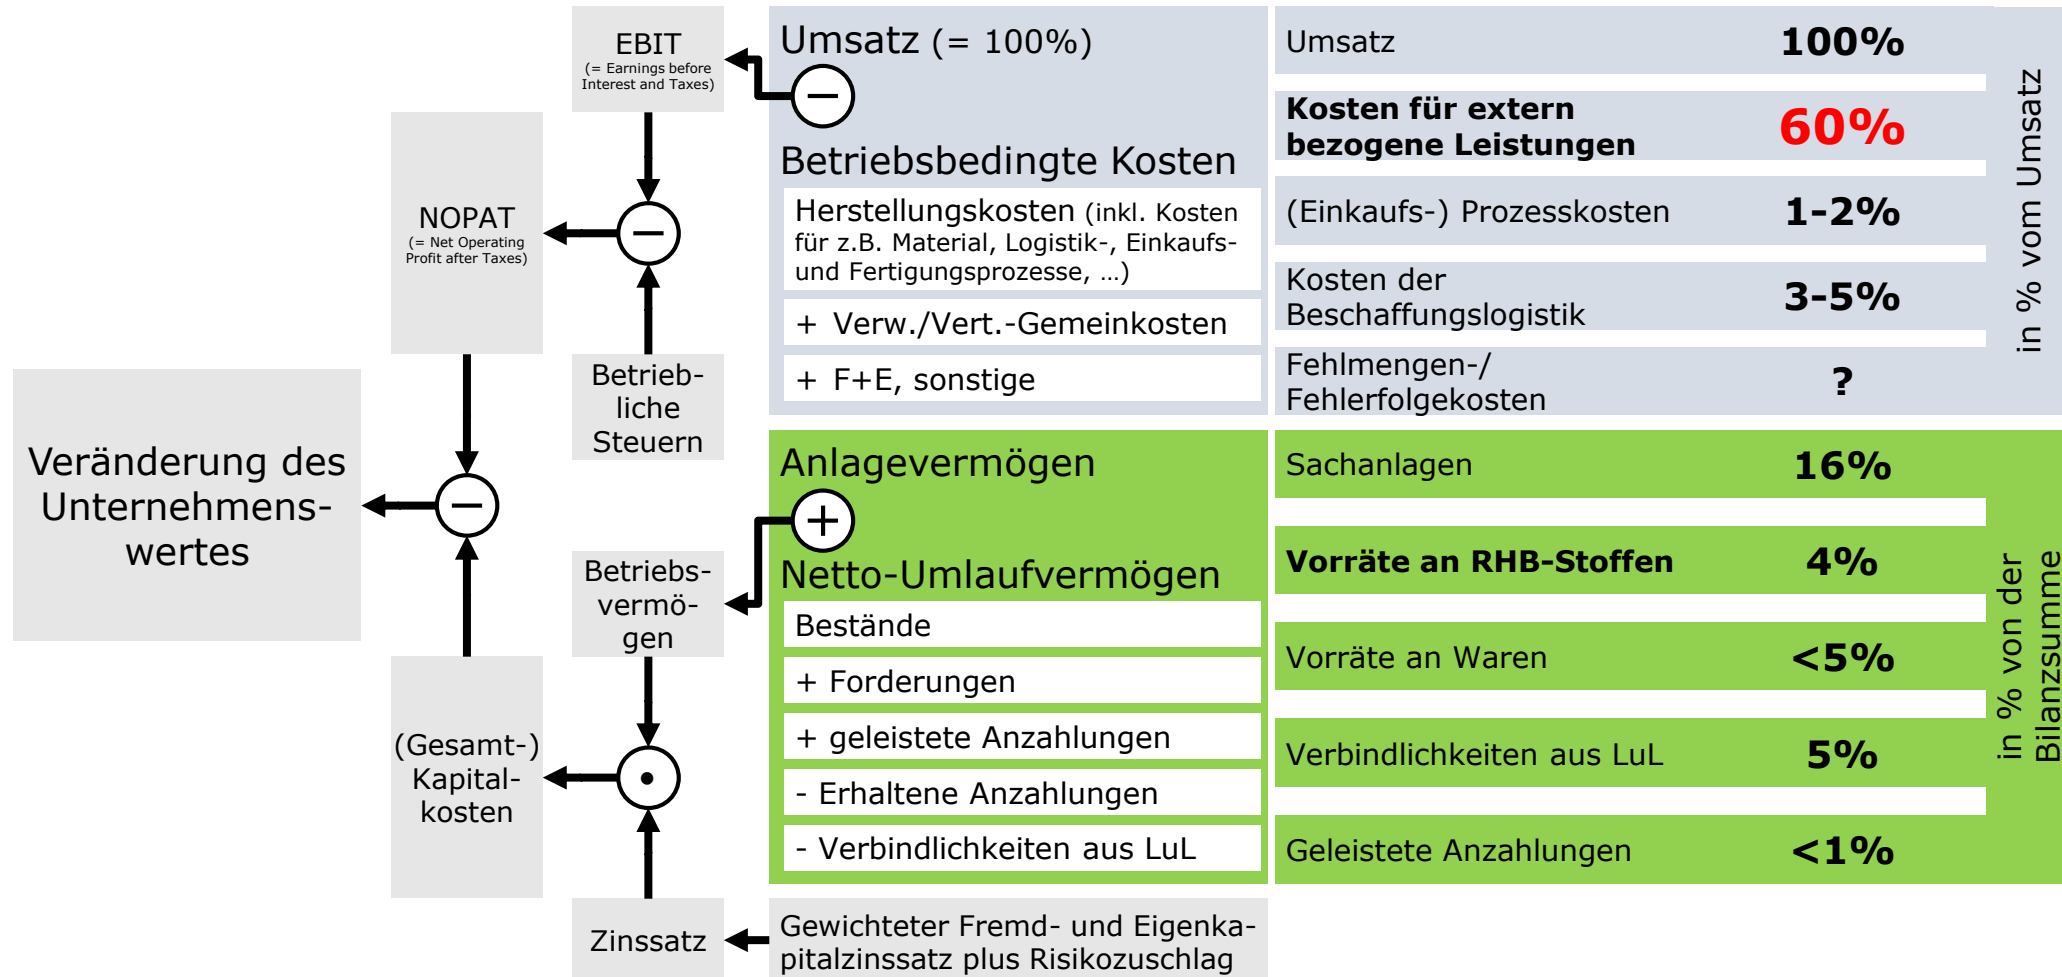 EBIT
(= Earnings before
Interest and Taxes)
NOPAT
(= Net Operating
Profit after Taxes)
−
Betrieb-
liche
Steuern
Veränderung des
Unternehmens-
wertes
−
Betriebs-
vermö-
gen
(Gesamt-)
Kapital-
kosten
•
Zinssatz
Umsatz (= 100%)
−
Betriebsbedingte Kosten
Herstellungskosten (inkl. Kosten
für z.B. Material, Logistik-, Einkaufs-
und Fertigungsprozesse, …)
+ Verw./Vert.-Gemeinkosten
+ F+E, sonstige
Anlagevermögen
+
Netto-Umlaufvermögen
Bestände
+ Forderungen
+ geleistete Anzahlungen
- Erhaltene Anzahlungen
- Verbindlichkeiten aus LuL
Gewichteter Fremd- und Eigenka-
pitalzinssatz plus Risikozuschlag
Umsatz 100%
Kosten für extern
bezogene Leistungen 60%
(Einkaufs-) Prozesskosten 1-2%
Kosten der
Beschaffungslogistik 3-5%
Fehlmengen-/
Fehlerfolgekosten ?
in % vom Umsatz
Sachanlagen 16%
Vorräte an RHB-Stoffen 4%
Vorräte an Waren <5%
Verbindlichkeiten aus LuL 5%
Geleistete Anzahlungen <1%
in % von der
Bilanzsumme